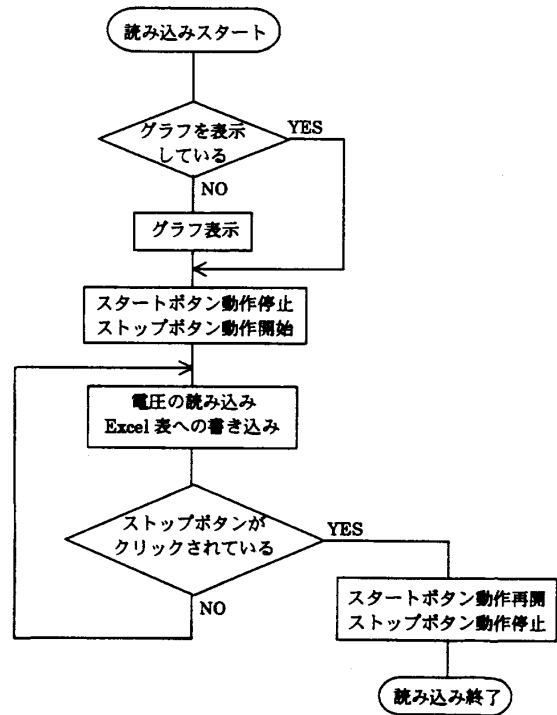 読み込みスタート
グラフを表示
している
YES
NO
グラフ表示
スタートボタン動作停止
ストップボタン動作開始
電圧の読み込み
Excel 表への書き込み
ストップボタンが
クリックされている
YES
NO
スタートボタン動作再開
ストップボタン動作停止
読み込み終了